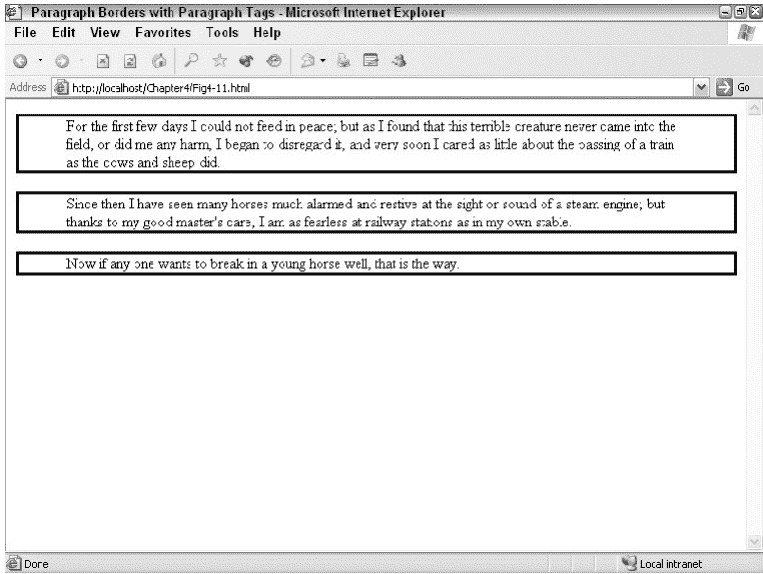 Paragraph Borders with Paragraph Tags - Microsoft Internet Explorer
File Edit View Favorites Tools Help
Address http://localhost/Chapter4/Fig4-11.html Go
For the first few days I could not feed in peace; but as I found that this terrible creature never came into the
field, or did me any harm, I began to disregard it, and very soon I cared as little about the passing of a train
as the cows and sheep did.
Since then I have seen many horses much alarmed and restive at the sight or sound of a steam engine; but
thanks to my good master's care, I am as fearless at railway stations as in my own stable.
Now if any one wants to break in a young horse well, that is the way.
Done Local intranet